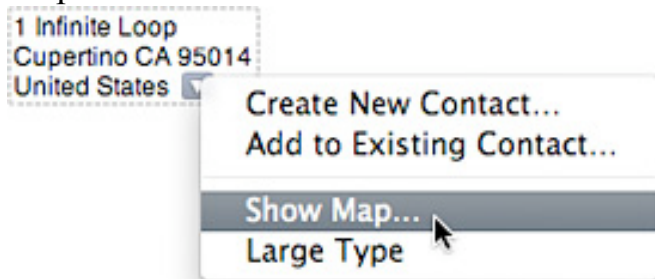 1 Infinite Loop
Cupertino CA 95014
United States
Create New Contact...
Add to Existing Contact...
Show Map...
Large Type